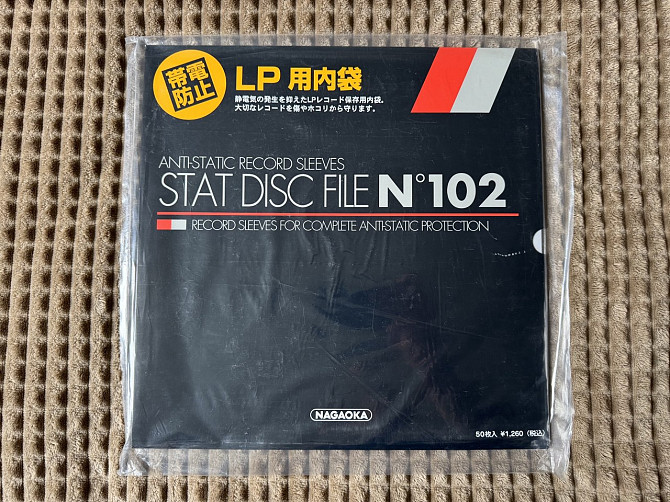 帯電
防止
LP 用内袋
静電気の発生を抑えたLPレコード保存用内袋。
大切なレコードを傷やホコリから守ります。
ANTI-STATIC RECORD SLEEVES
STAT DISC FILE N°102
RECORD SLEEVES FOR COMPLETE ANTI-STATIC PROTECTION
NAGAOKA
50枚入 ¥1,260 (税込)